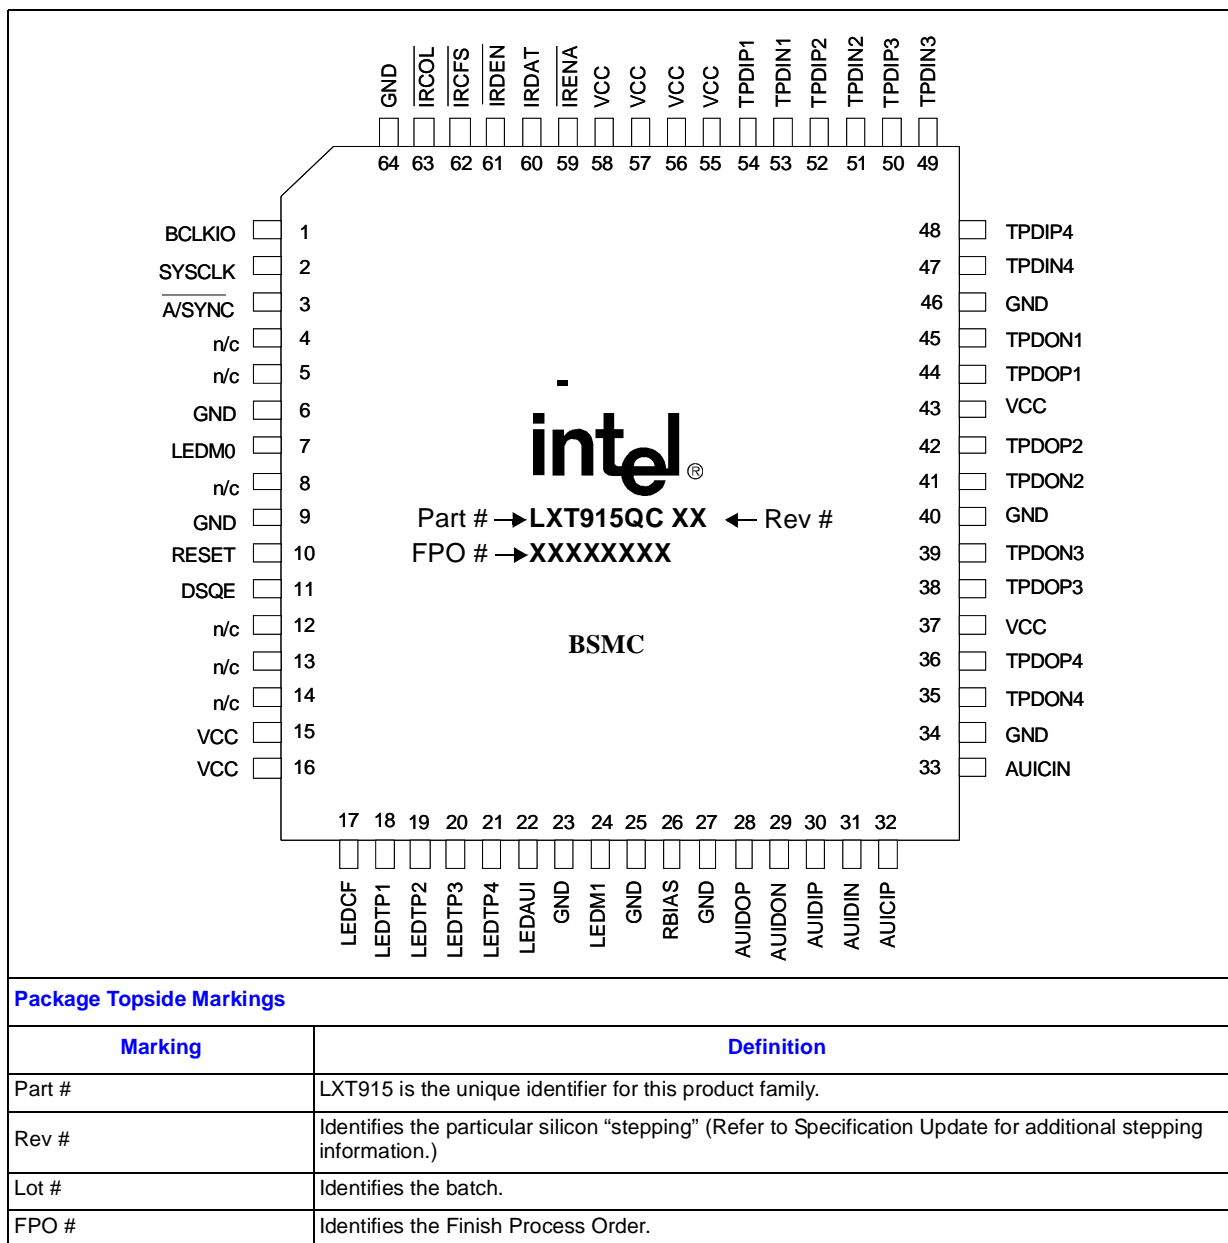 GND
IRCOL
IRCFS
IRDEN
IRDAT
IRENA
VCC
VCC
VCC
VCC
TPDIP1
TPDIN1
TPDIP2
TPDIN2
TPDIP3
TPDIN3
64 63 62 61 60 59 58 57 56 55 54 53 52 51 50 49
BCLKIO 1
SYSCLK 2
A/SYNC 3
n/c 4
n/c 5
GND 6
LEDM0 7
n/c 8
GND 9
RESET 10
DSQE 11
n/c 12
n/c 13
n/c 14
VCC 15
VCC 16
intel®
Part # LXT915QC XX Rev #
FPO # XXXXXXXX
BSMC
48 TPDIP4
47 TPDIN4
46 GND
45 TPDON1
44 TPDOP1
43 VCC
42 TPDOP2
41 TPDON2
40 GND
39 TPDON3
38 TPDOP3
37 VCC
36 TPDOP4
35 TPDON4
34 GND
33 AUICIN
17 18 19 20 21 22 23 24 25 26 27 28 29 30 31 32
LEDCF
LEDTP1
LEDTP2
LEDTP3
LEDTP4
LEDAUI
GND
LEDM1
GND
RBIAS
GND
AUIDOP
AUIDON
AUIDIP
AUIDIN
AUICIP
Package Topside Markings
Marking Definition
Part # LXT915 is the unique identifier for this product family.
Rev # Identifies the particular silicon “stepping” (Refer to Specification Update for additional stepping
information.)
Lot # Identifies the batch.
FPO # Identifies the Finish Process Order.